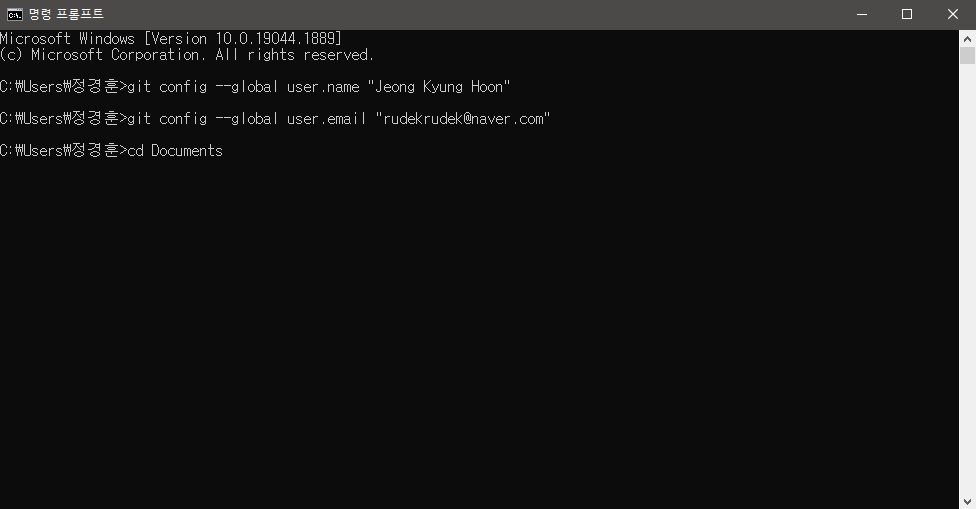 명령 프롬프트
Microsoft Windows [Version 10.0.19044.1889]
(c) Microsoft Corporation. All rights reserved.
C:₩Users₩정경훈>git config --global user.name "Jeong Kyung Hoon"
C:₩Users₩정경훈>git config --global user.email "rudekrudek@naver.com"
C:₩Users₩정경훈>cd Documents